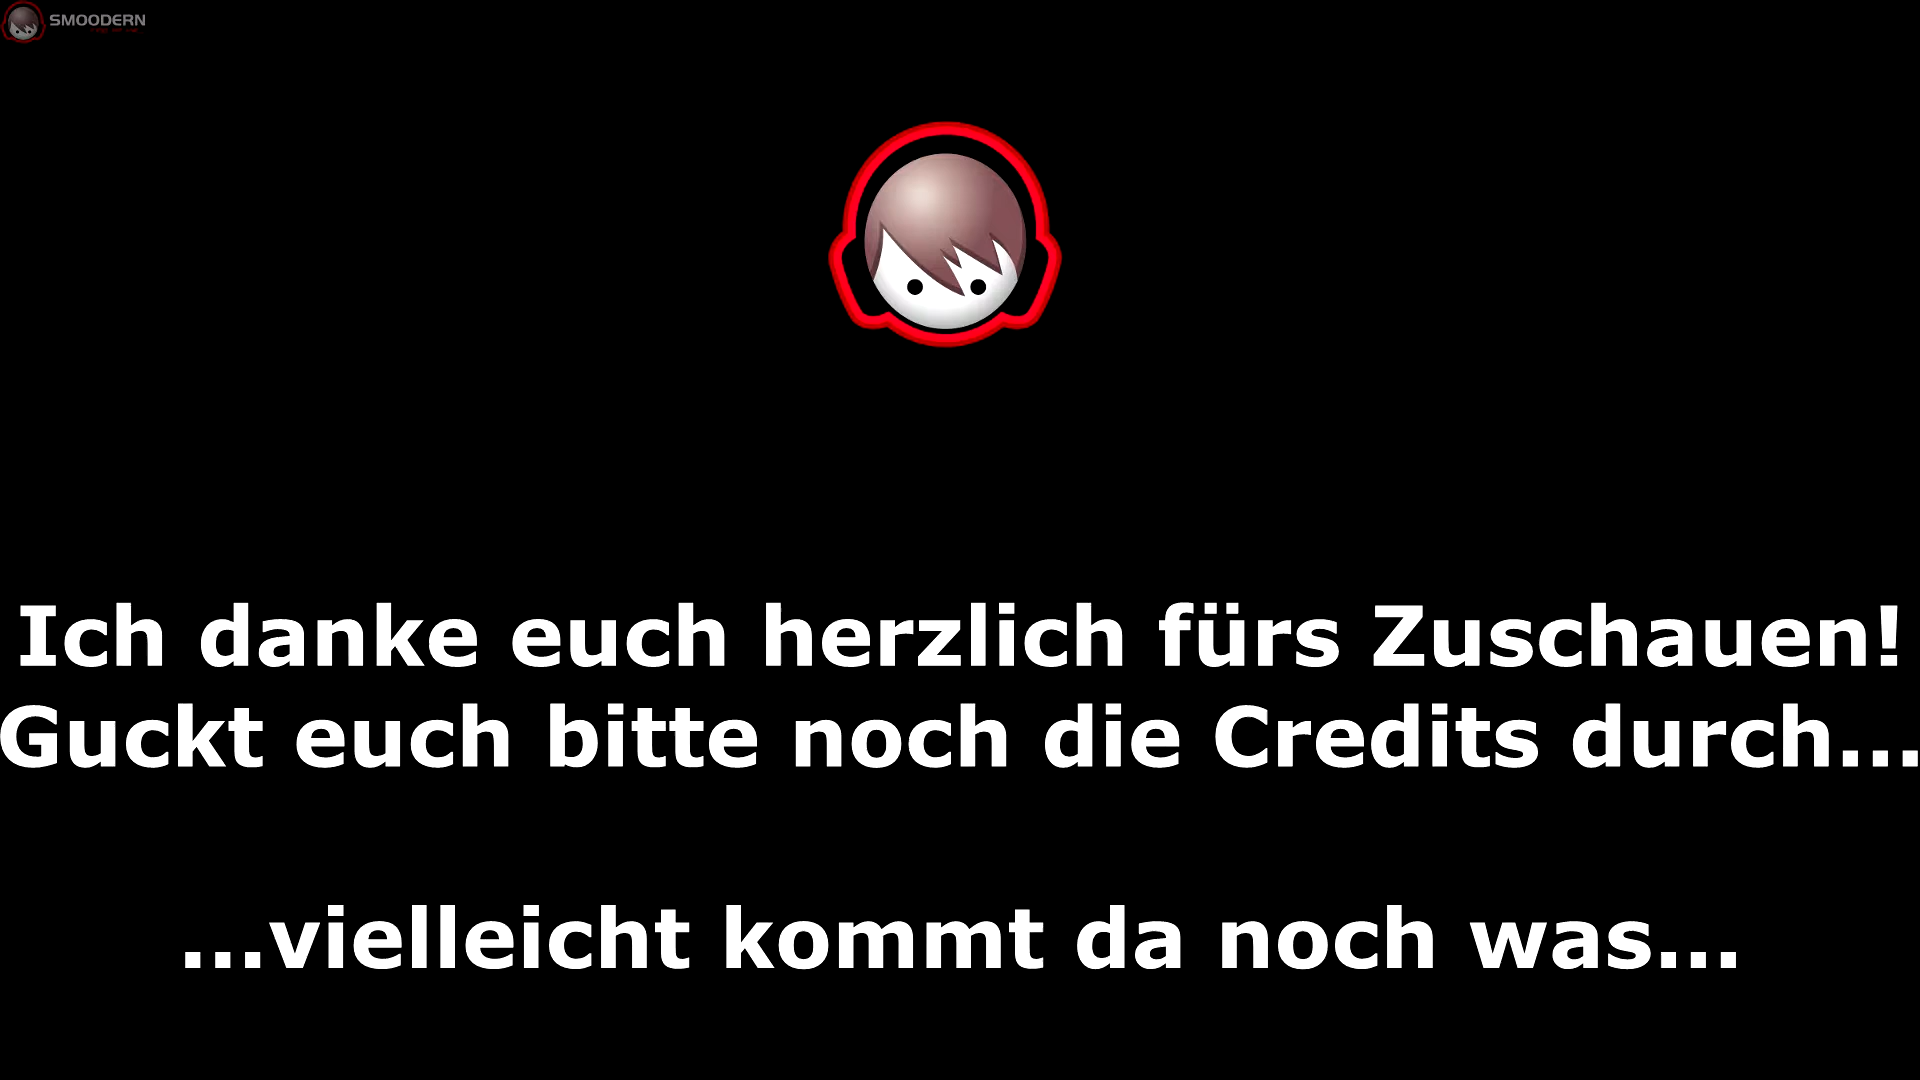 SMOODERN
Ich danke euch herzlich fürs Zuschauen!
Guckt euch bitte noch die Credits durch...
...vielleicht kommt da noch was...